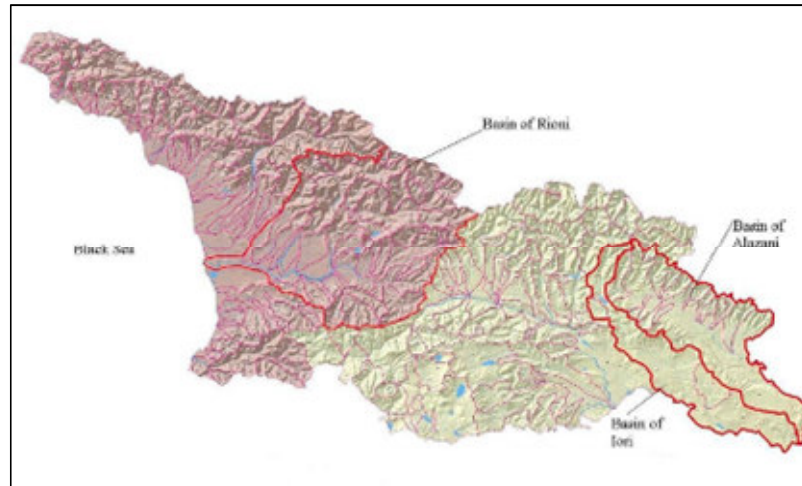 Basin of Rioni
Basin of
Alazani
Black Sea
Basin of
Iori